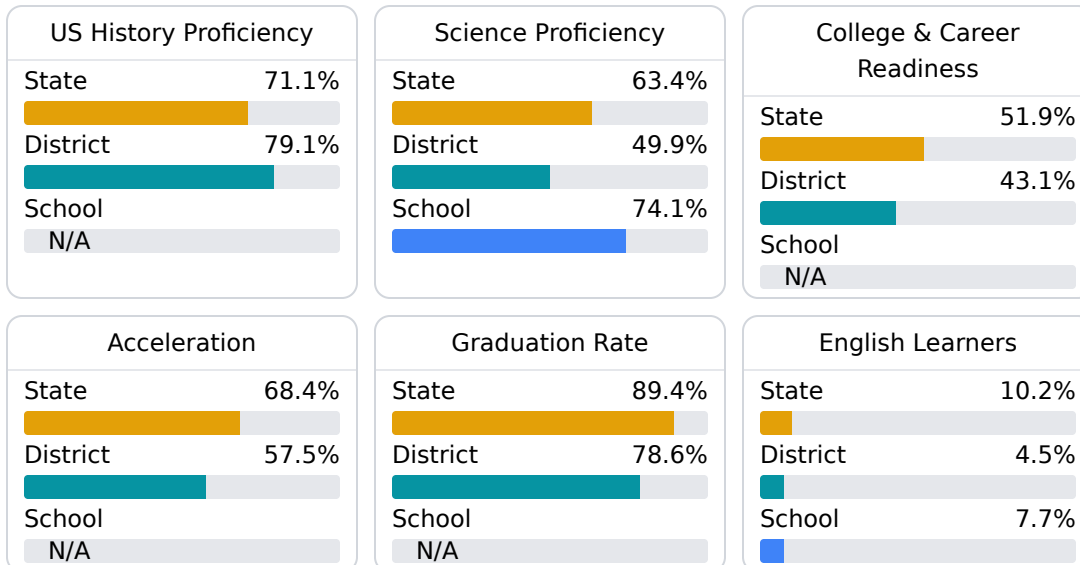 US History Proficiency
State 71.1%
District 79.1%
School
N/A
Science Proficiency
State 63.4%
District 49.9%
School 74.1%
College & Career
Readiness
State 51.9%
District 43.1%
School
N/A
Acceleration
State 68.4%
District 57.5%
School
N/A
Graduation Rate
State 89.4%
District 78.6%
School
N/A
English Learners
State 10.2%
District 4.5%
School 7.7%